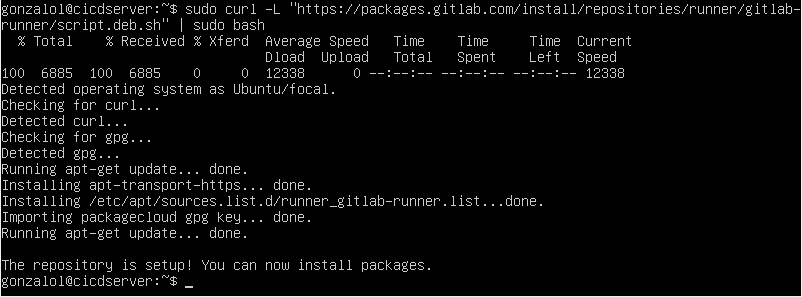 gonzalol@cicdserver:~$ sudo curl -L "https://packages.gitlab.com/install/repositories/runner/gitlab-
runner/script.deb.sh" | sudo bash
  % Total    % Received % Xferd  Average Speed   Time    Time     Time  Current
                                 Dload  Upload   Total   Spent    Left  Speed
100  6885  100  6885    0     0  12338      0 --:--:-- --:--:-- --:--:-- 12338
Detected operating system as Ubuntu/focal.
Checking for curl...
Detected curl...
Checking for gpg...
Detected gpg...
Running apt-get update... done.
Installing apt-transport-https... done.
Installing /etc/apt/sources.list.d/runner_gitlab-runner.list...done.
Importing packagecloud gpg key... done.
Running apt-get update... done.

The repository is setup! You can now install packages.
gonzalol@cicdserver:~$ _